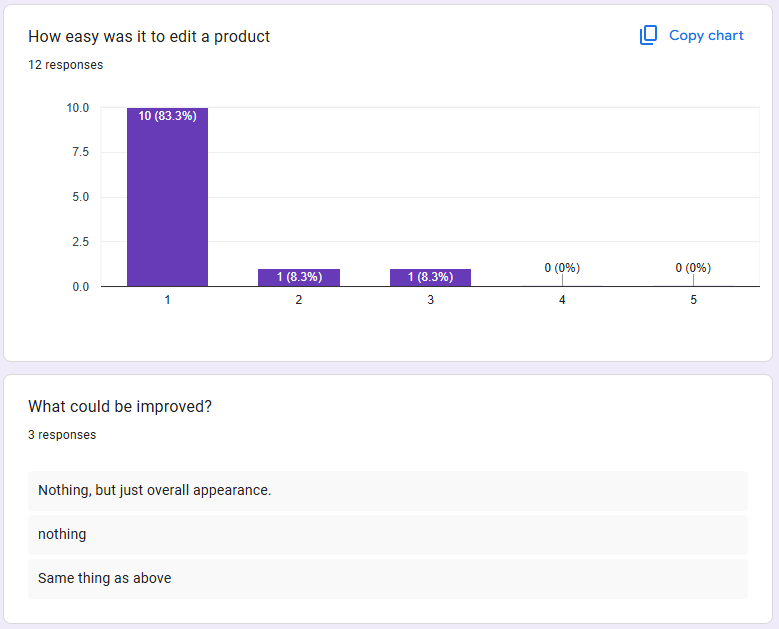 How easy was it to edit a product
Copy chart
12 responses
10.0
7.5
5.0
2.5
0.0
10 (83.3%)
1 (8.3%)
1 (8.3%)
0 (0%)
0 (0%)
1
2
3
4
5
What could be improved?
3 responses
Nothing, but just overall appearance.
nothing
Same thing as above